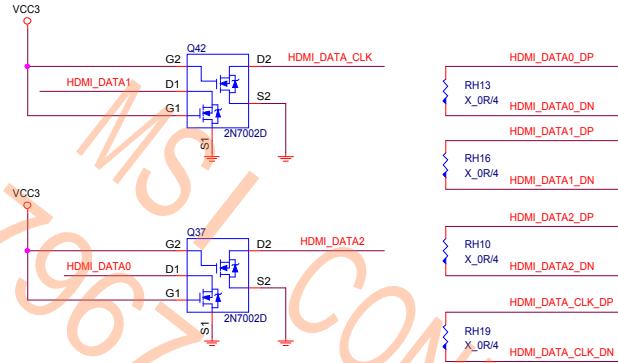 VCC3
Q42
G2
D2
HDMI_DATA_CLK
HDMI_DATA1
D1
S2
G1
2N7002D
S1
VCC3
Q37
G2
D2
HDMI_DATA2
HDMI_DATA0
D1
S2
G1
2N7002D
S1
HDMI_DATA0_DP
RH13
X_0R/4
HDMI_DATA0_DN
HDMI_DATA1_DP
RH16
X_0R/4
HDMI_DATA1_DN
HDMI_DATA2_DP
RH10
X_0R/4
HDMI_DATA2_DN
HDMI_DATA_CLK_DP
RH19
X_0R/4
HDMI_DATA_CLK_DN
MSI
7967